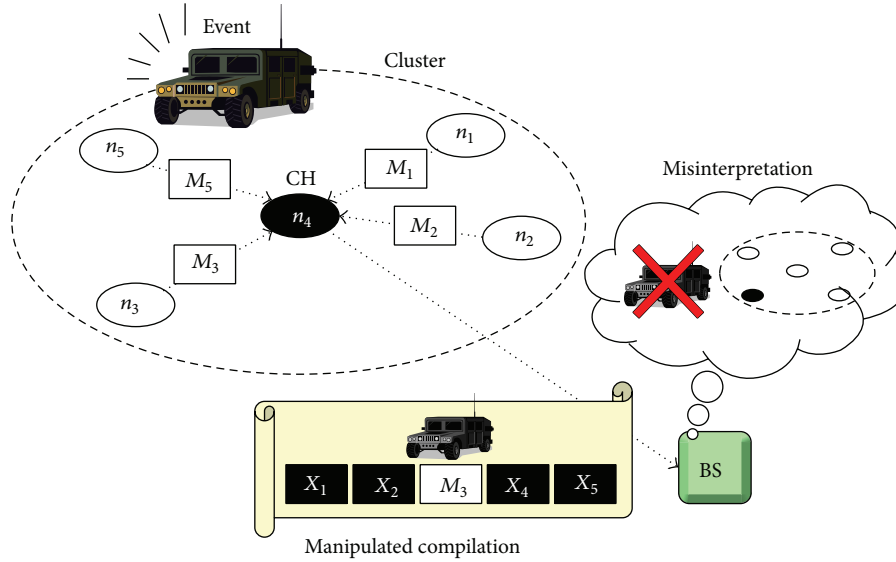 Event
Cluster
n5
n1
M5
CH
M1
n4
M2
n2
M3
n3
Misinterpretation
X1 X2 M3 X4 X5
BS
Manipulated compilation